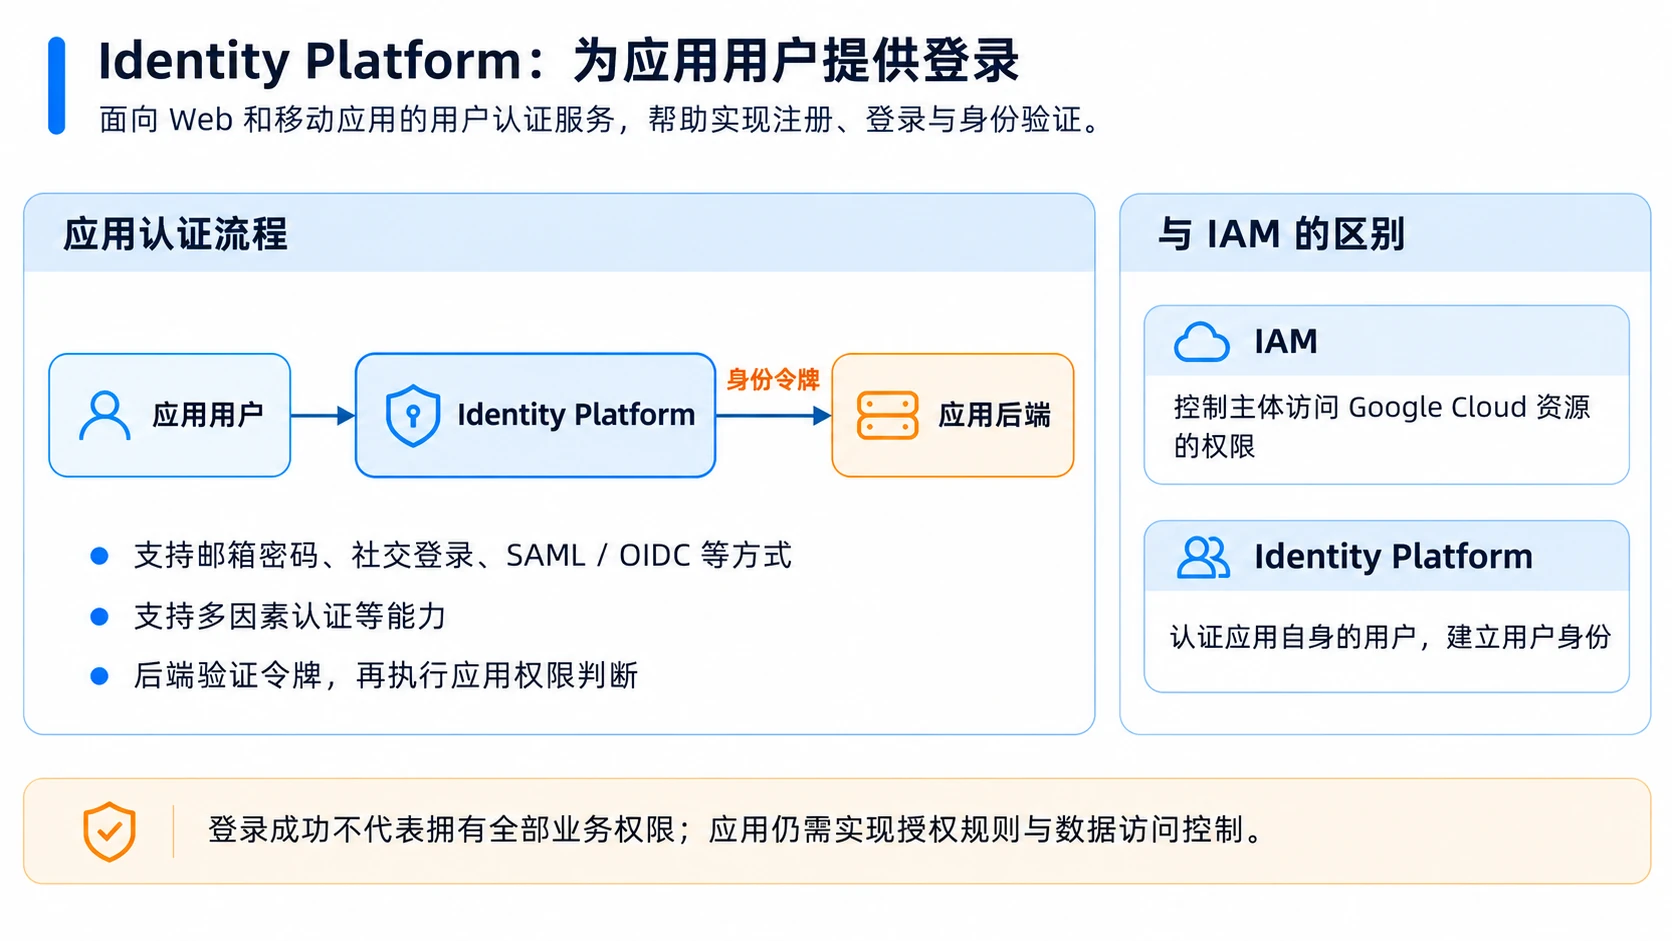 Identity Platform：为应用用户提供登录
面向 Web 和移动应用的用户认证服务，帮助实现注册、登录与身份验证。
应用认证流程
应用用户
Identity Platform
身份令牌
应用后端
支持邮箱密码、社交登录、SAML / OIDC 等方式
支持多因素认证等能力
后端验证令牌，再执行应用权限判断
与 IAM 的区别
IAM
控制主体访问 Google Cloud 资源
的权限
Identity Platform
认证应用自身的用户，建立用户身份
登录成功不代表拥有全部业务权限；应用仍需实现授权规则与数据访问控制。